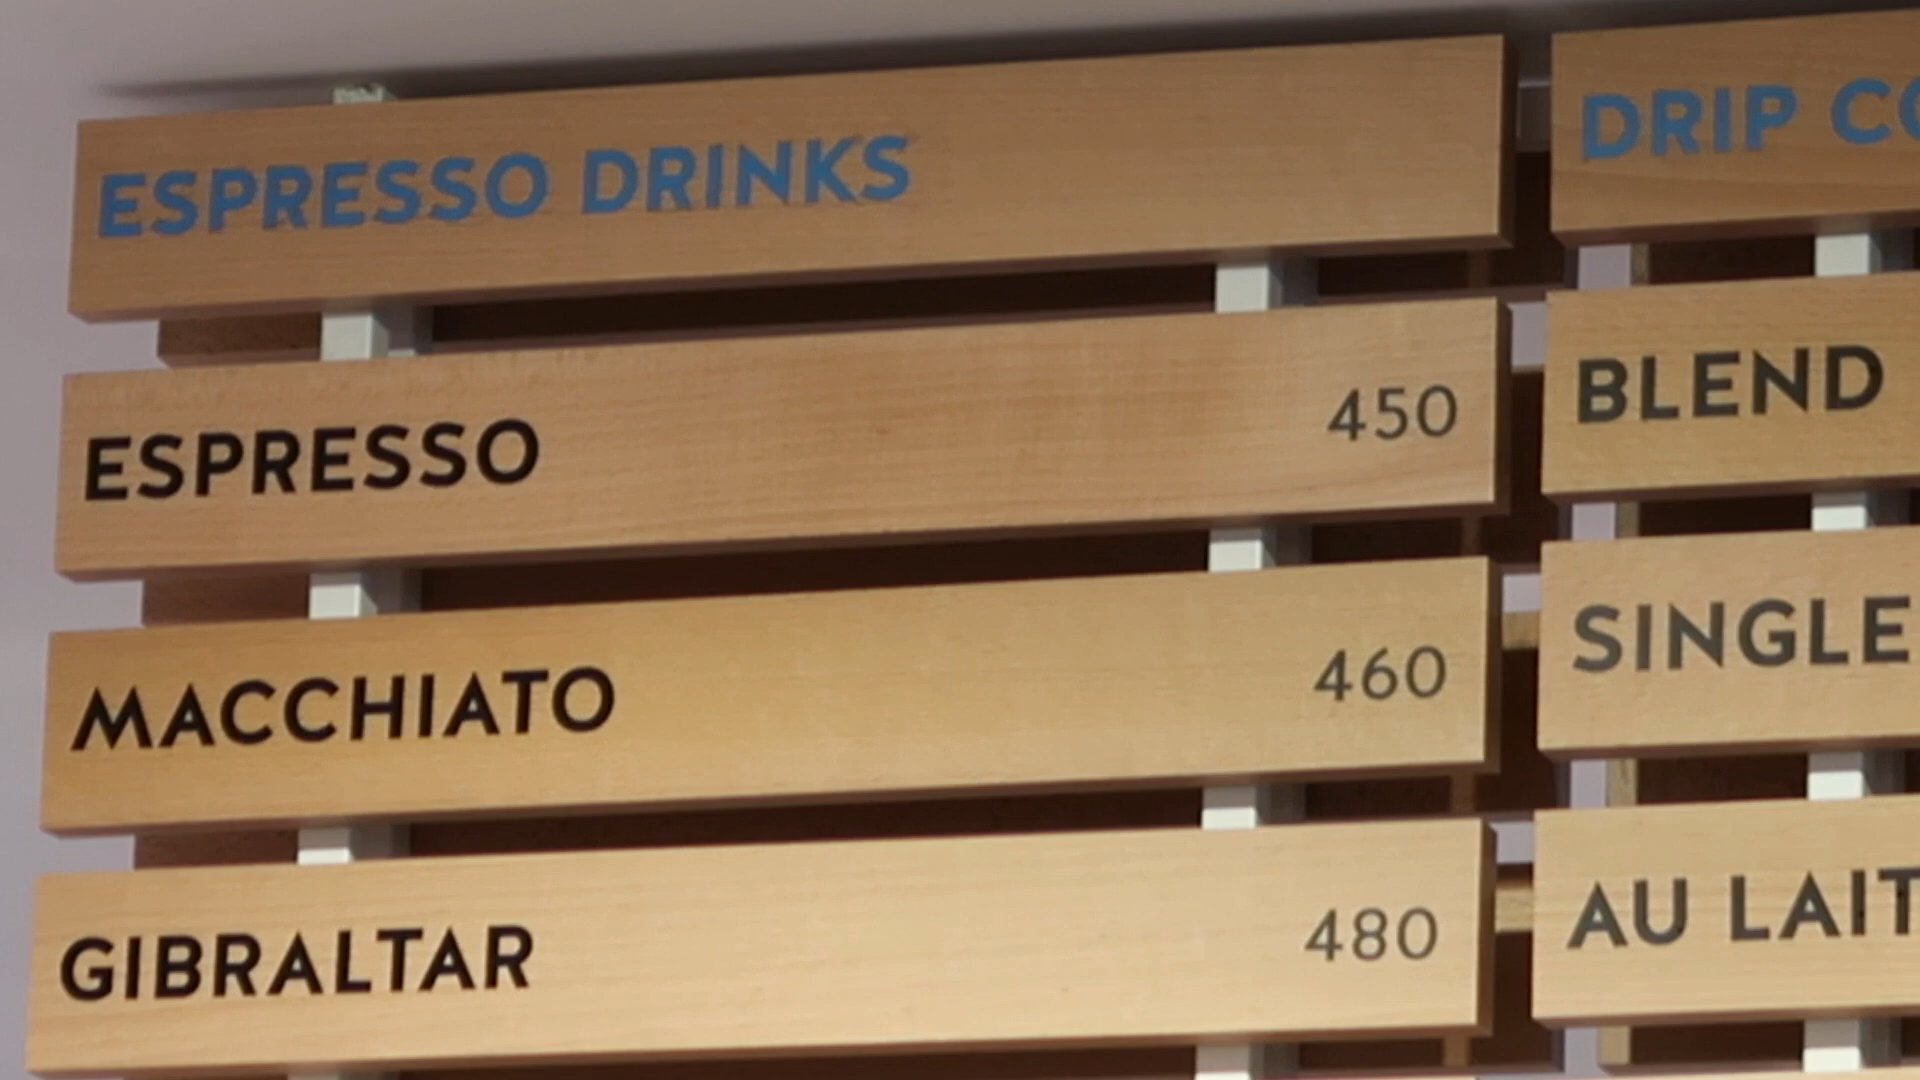 ESPRESSO DRINKS
ESPRESSO 450
MACCHIATO 460
GIBRALTAR 480
DRIP
BLEND
SINGLE
AU LAIT